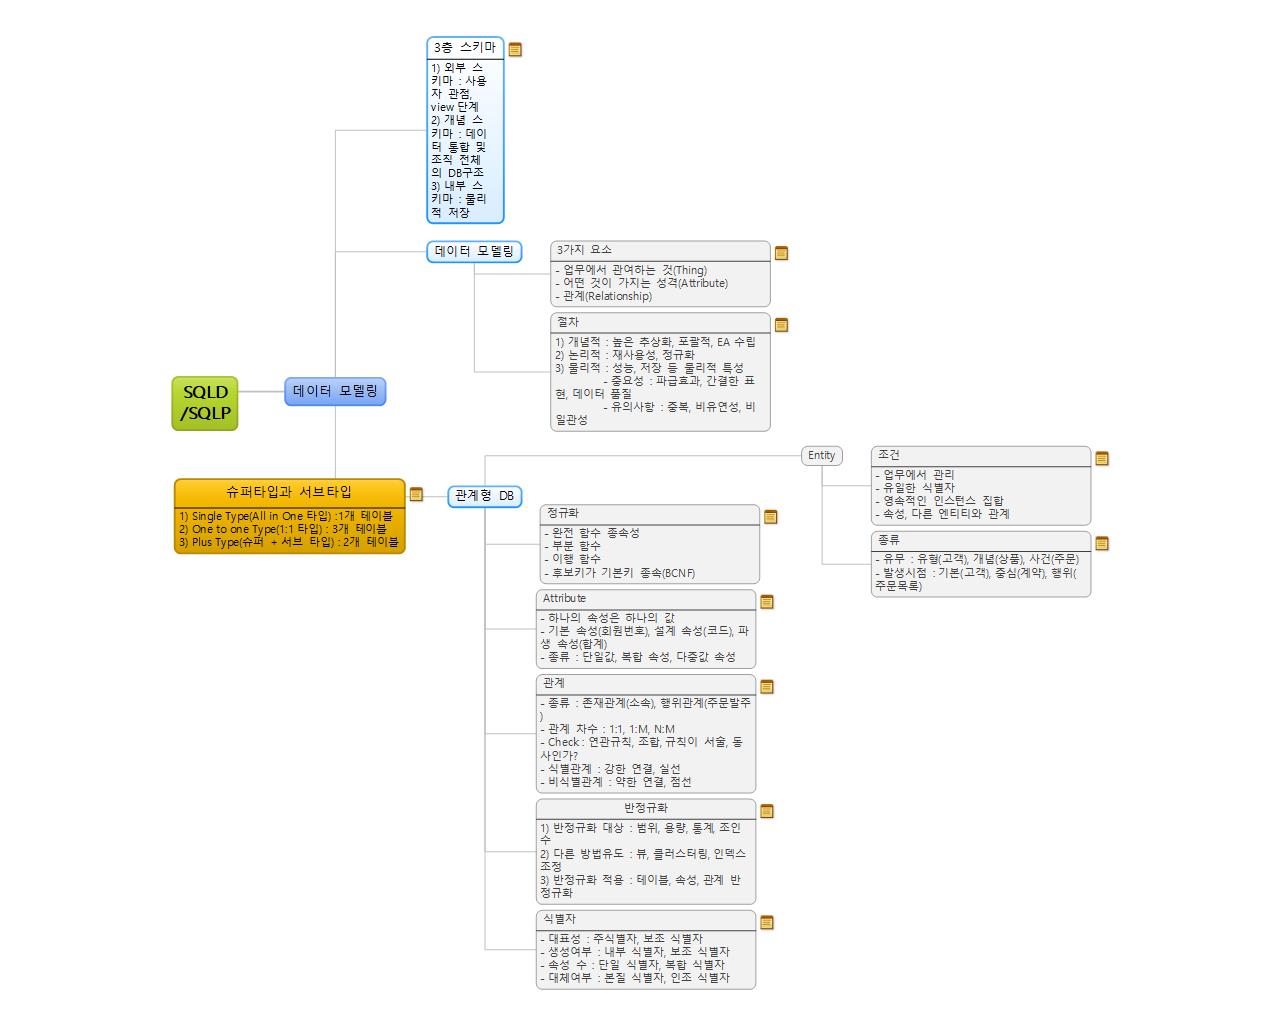 3층 스키마
1) 외부 스
키마 : 사용
자 관점,
view 단계
2) 개념 스
키마 : 데이
터 통합 및
조직 전체
의 DB구조
3) 내부 스
키마 : 물리
적 저장
데이터 모델링
3가지 요소
- 업무에서 관여하는 것(Thing)
- 어떤 것이 가지는 성격(Attribute)
- 관계(Relationship)
절차
1) 개념적 : 높은 추상화, 포괄적, EA 수립
2) 논리적 : 재사용성, 정규화
3) 물리적 : 성능, 저장 등 물리적 특성
- 중요성 : 파급효과, 간결한 표
현, 데이터 품질
- 유의사항 : 중복, 비유연성, 비
일관성
SQLD
/SQLP
데이터 모델링
슈퍼타입과 서브타입
1) Single Type(All in One 타입) :1개 테이블
2) One to one Type(1:1 타입) : 3개 테이블
3) Plus Type(슈퍼 + 서브 타입) : 2개 테이블
관계형 DB
Entity
조건
- 업무에서 관리
- 유일한 식별자
- 영속적인 인스턴스 집합
- 속성, 다른 엔티티와 관계
종류
- 유무 : 유형(고객), 개념(상품), 사건(주문)
- 발생시점 : 기본(고객), 중심(계약), 행위(
주문목록)
정규화
- 완전 함수 종속성
- 부분 함수
- 이행 함수
- 후보키가 기본키 종속(BCNF)
Attribute
- 하나의 속성은 하나의 값
- 기본 속성(회원번호), 설계 속성(코드), 파
생 속성(합계)
- 종류 : 단일값, 복합 속성, 다중값 속성
관계
- 종류 : 존재관계(소속), 행위관계(주문발주
)
- 관계 차수 : 1:1, 1:M, N:M
- Check : 연관규칙, 조합, 규칙이 서술, 동
사인가?
- 식별관계 : 강한 연결, 실선
- 비식별관계 : 약한 연결, 점선
반정규화
1) 반정규화 대상 : 범위, 용량, 통계, 조인
수
2) 다른 방법유도 : 뷰, 클러스터링, 인덱스
조정
3) 반정규화 적용 : 테이블, 속성, 관계 반
정규화
식별자
- 대표성 : 주식별자, 보조 식별자
- 생성여부 : 내부 식별자, 보조 식별자
- 속성 수 : 단일 식별자, 복합 식별자
- 대체여부 : 본질 식별자, 인조 식별자